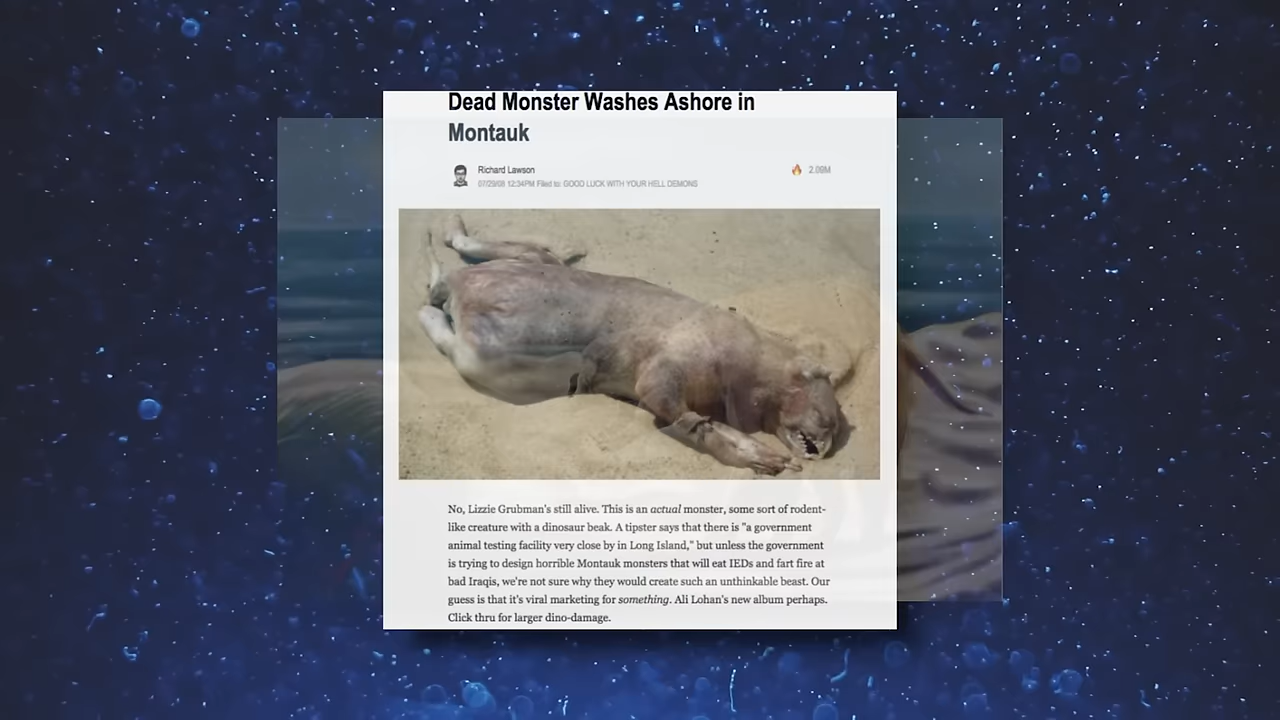 Dead Monster Washes Ashore in
Montauk
Richard Lawson
2.09M
07/29/08 12:34PM Filed to: GOOD LUCK WITH YOUR HELL DEMONS
No, Lizzie Grubman's still alive. This is an actual monster, some sort of rodent-
like creature with a dinosaur beak. A tipster says that there is "a government
animal testing facility very close by in Long Island," but unless the government
is trying to design horrible Montauk monsters that will eat IEDs and fart fire at
bad Iraqis, we're not sure why they would create such an unthinkable beast. Our
guess is that it's viral marketing for something. Ali Lohan's new album perhaps.
Click thru for larger dino-damage.